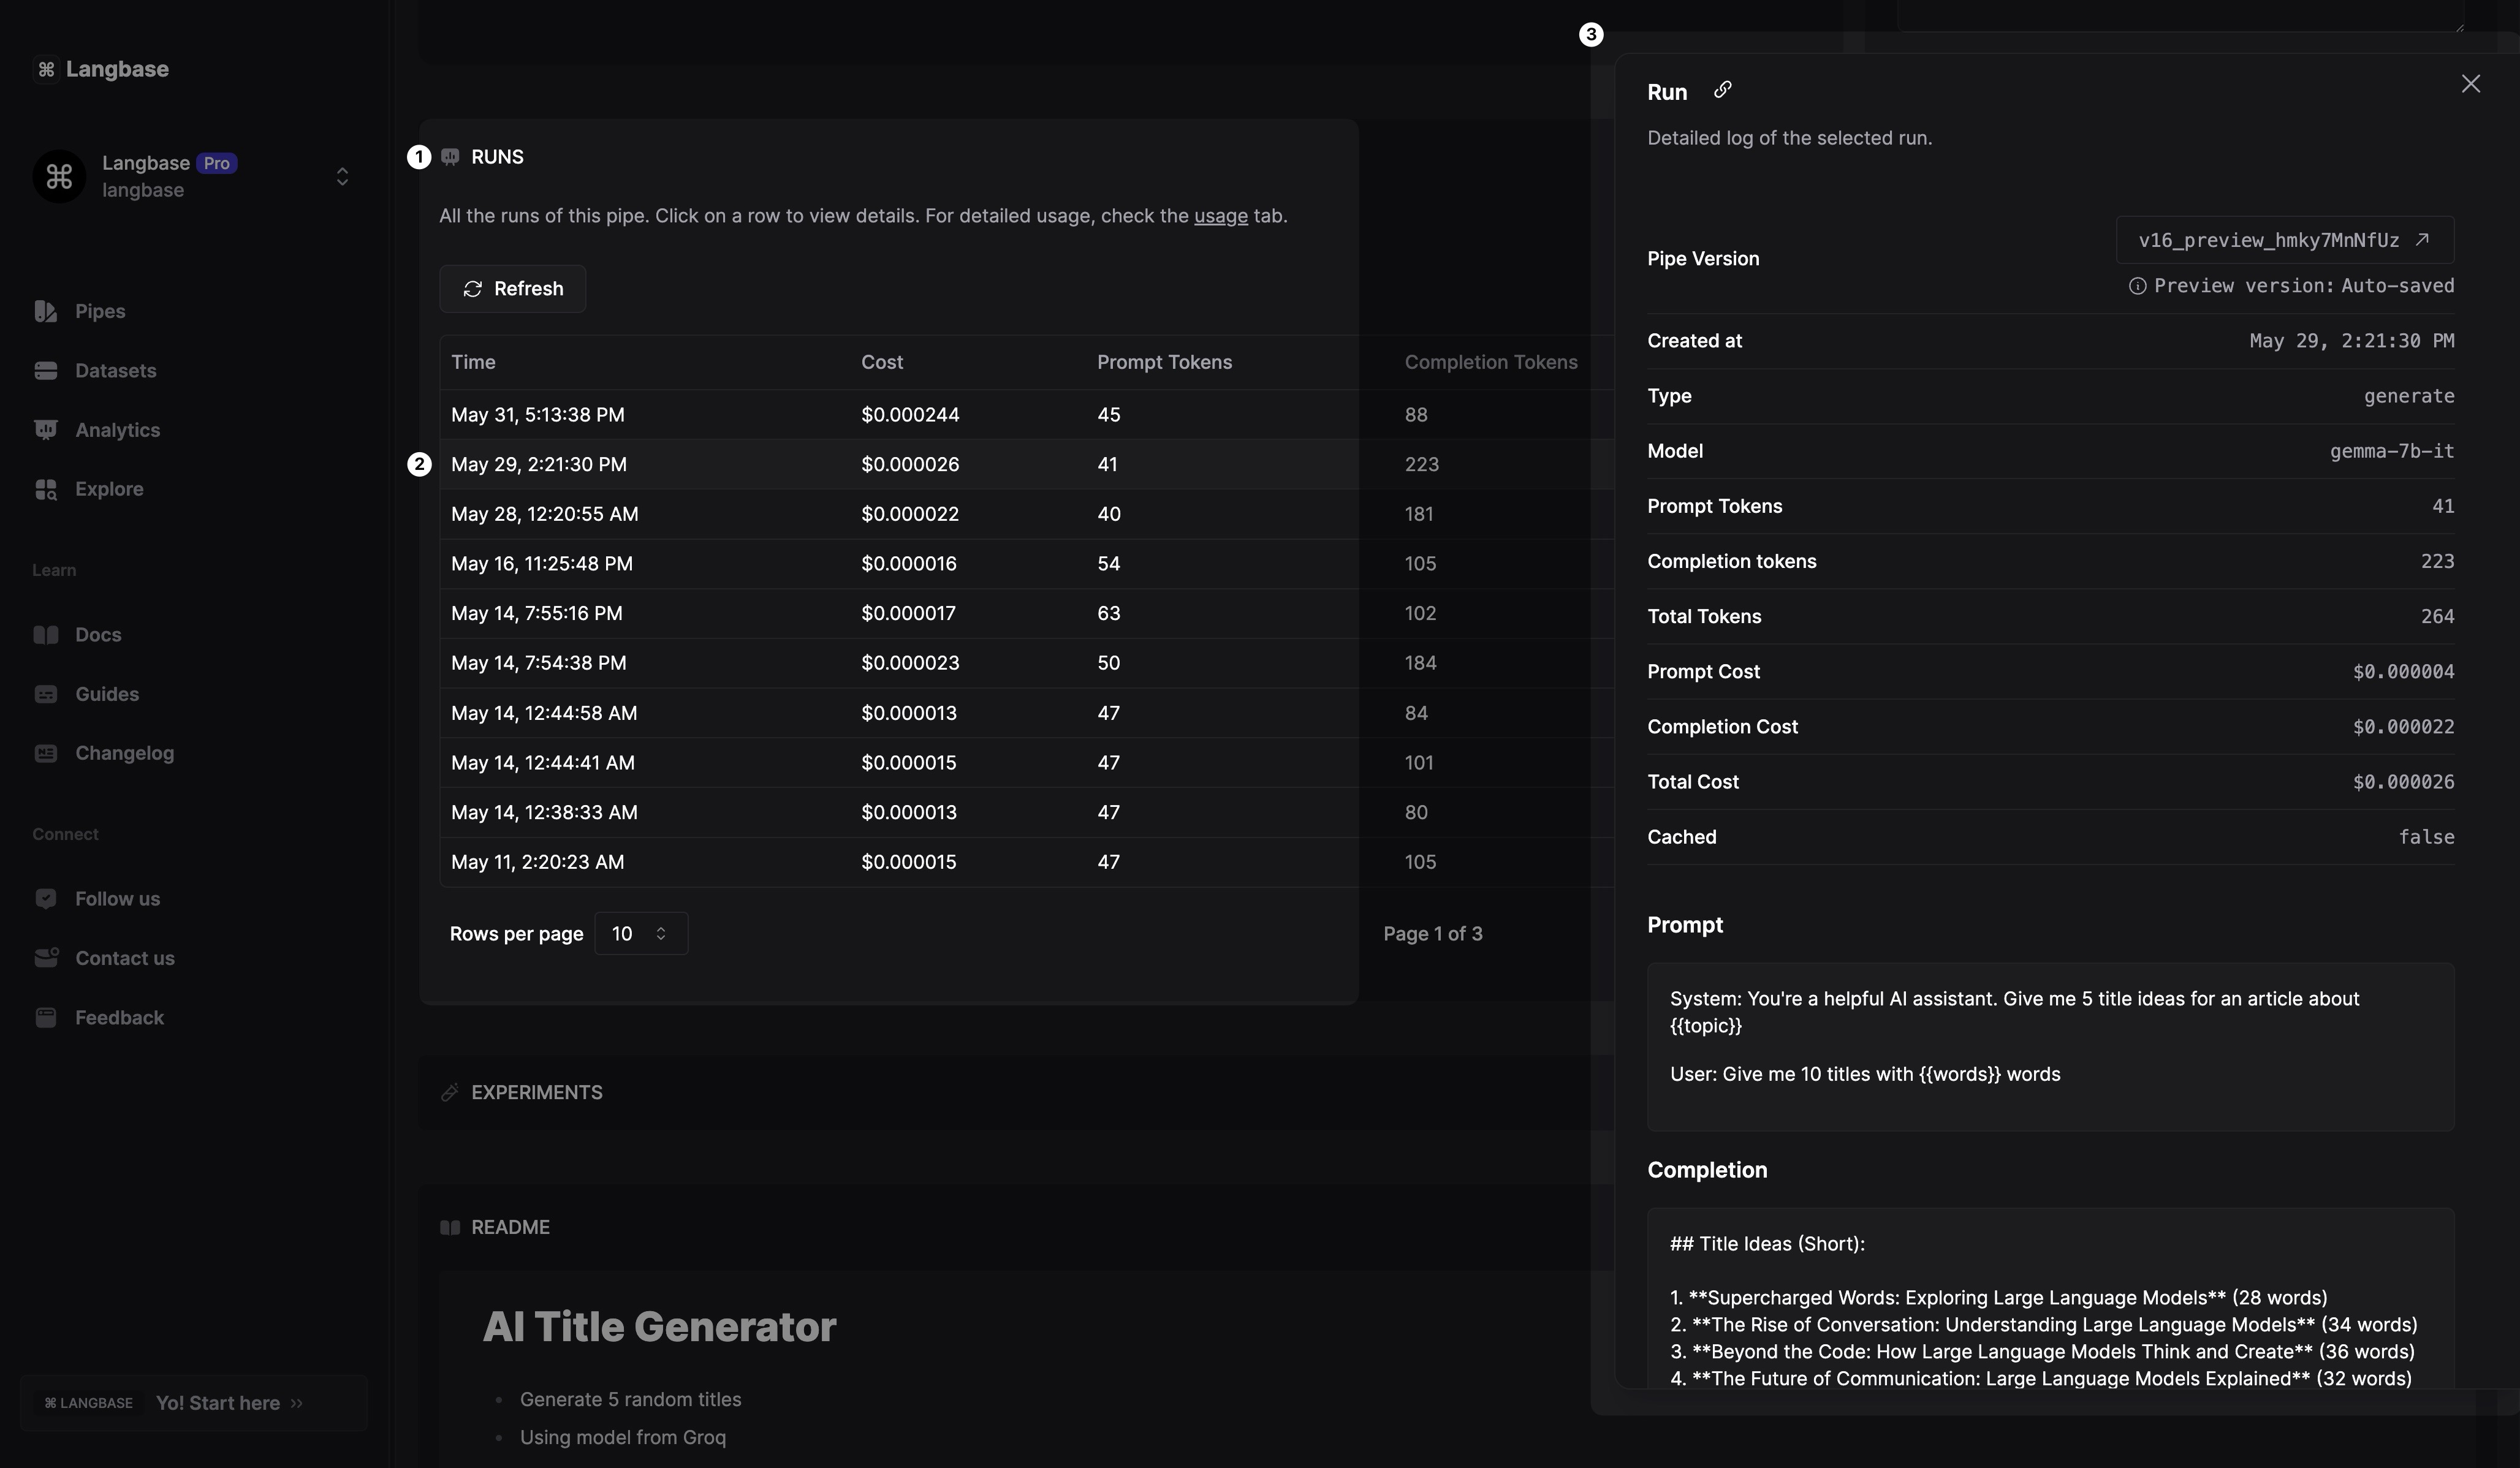 Langbase
Langbase Pro
langbase
Pipes
Datasets
Analytics
Explore
Learn
Docs
Guides
Changelog
Connect
Follow us
Contact us
Feedback
⌘ LANGBASE Yo! Start here »
1 RUNS
All the runs of this pipe. Click on a row to view details. For detailed usage, check the usage tab.
Refresh
Time Cost Prompt Tokens Completion Tokens
May 31, 5:13:38 PM $0.000244 45 88
2 May 29, 2:21:30 PM $0.000026 41 223
May 28, 12:20:55 AM $0.000022 40 181
May 16, 11:25:48 PM $0.000016 54 105
May 14, 7:55:16 PM $0.000017 63 102
May 14, 7:54:38 PM $0.000023 50 184
May 14, 12:44:58 AM $0.000013 47 84
May 14, 12:44:41 AM $0.000015 47 101
May 14, 12:38:33 AM $0.000013 47 80
May 11, 2:20:23 AM $0.000015 47 105
Rows per page 10 Page 1 of 3
EXPERIMENTS
README
AI Title Generator
• Generate 5 random titles
• Using model from Groq
3
Run
Detailed log of the selected run.
Pipe Version v16_preview_hmky7MnNfUz
Preview version: Auto-saved
Created at May 29, 2:21:30 PM
Type generate
Model gemma-7b-it
Prompt Tokens 41
Completion tokens 223
Total Tokens 264
Prompt Cost $0.000004
Completion Cost $0.000022
Total Cost $0.000026
Cached false
Prompt
System: You're a helpful AI assistant. Give me 5 title ideas for an article about
{{topic}}
User: Give me 10 titles with {{words}} words
Completion
## Title Ideas (Short):
1. **Supercharged Words: Exploring Large Language Models** (28 words)
2. **The Rise of Conversation: Understanding Large Language Models** (34 words)
3. **Beyond the Code: How Large Language Models Think and Create** (36 words)
4. **The Future of Communication: Large Language Models Explained** (32 words)